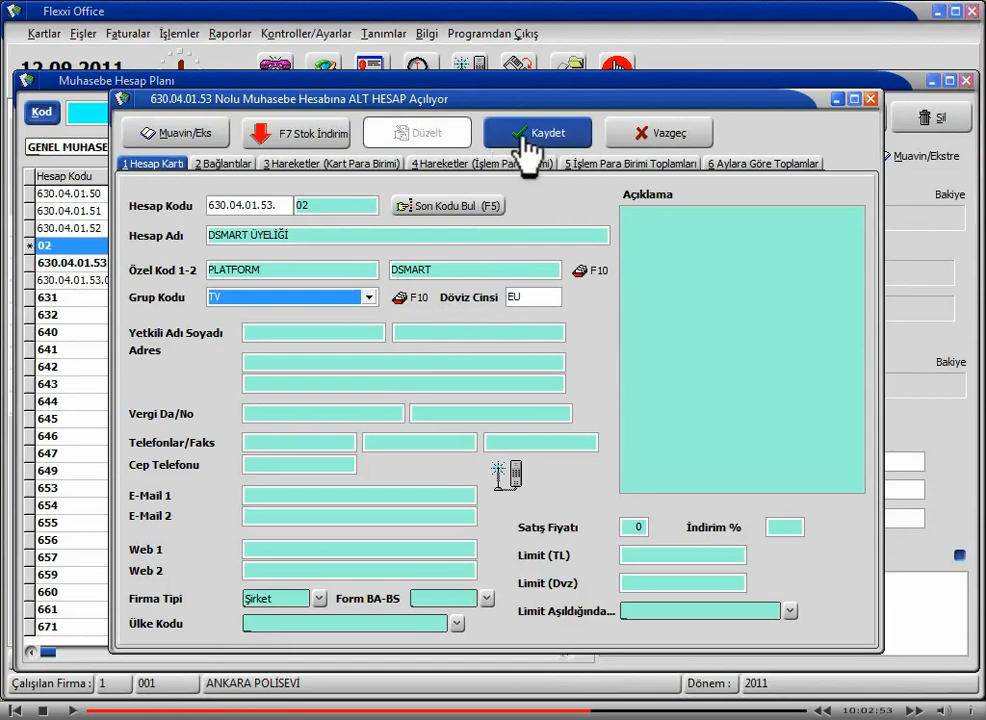 Flexxi Office
Kartlar Fişler Faturalar İşlemler Raporlar Kontroller/Ayarlar Tanımlar Bilgi Programdan Çıkış
12.09.2011
Muhasebe Hesap Planı
630.04.01.53 Nolu Muhasebe Hesabına ALT HESAP Açılıyor
Kod
Muavin/Eks F7 Stok İndirim Düzelt Kaydet Vazgeç
Sil
GENEL MUHASE
Muavin/Ekstre
1 Hesap Kartı 2 Bağlantılar 3 Hareketler (Kart Para Birimi) 4 Hareketler (İşlem Para Birimi) 5 İşlem Para Birimi Toplamları 6 Aylara Göre Toplamlar
Hesap Kodu
630.04.01.50
630.04.01.51
630.04.01.52
* 02
630.04.01.53
630.04.01.53.0
631
632
640
641
642
643
644
645
646
647
649
653
654
655
656
657
659
660
661
671
Hesap Kodu 630.04.01.53. 02 Son Kodu Bul (F5)
Hesap Adı DSMART ÜYELİĞİ
Özel Kod 1-2 PLATFORM DSMART F10
Grup Kodu TV F10 Döviz Cinsi EU
Yetkili Adı Soyadı
Adres
Vergi Da/No
Telefonlar/Faks
Cep Telefonu
E-Mail 1
E-Mail 2
Web 1
Web 2
Firma Tipi Şirket Form BA-BS
Ülke Kodu
Açıklama
Satış Fiyatı 0 İndirim %
Limit (TL)
Limit (Dvz)
Limit Aşıldığında...
Bakiye
Bakiye
Çalışılan Firma : 1 001 ANKARA POLİSEVİ Dönem : 2011
10:02:53